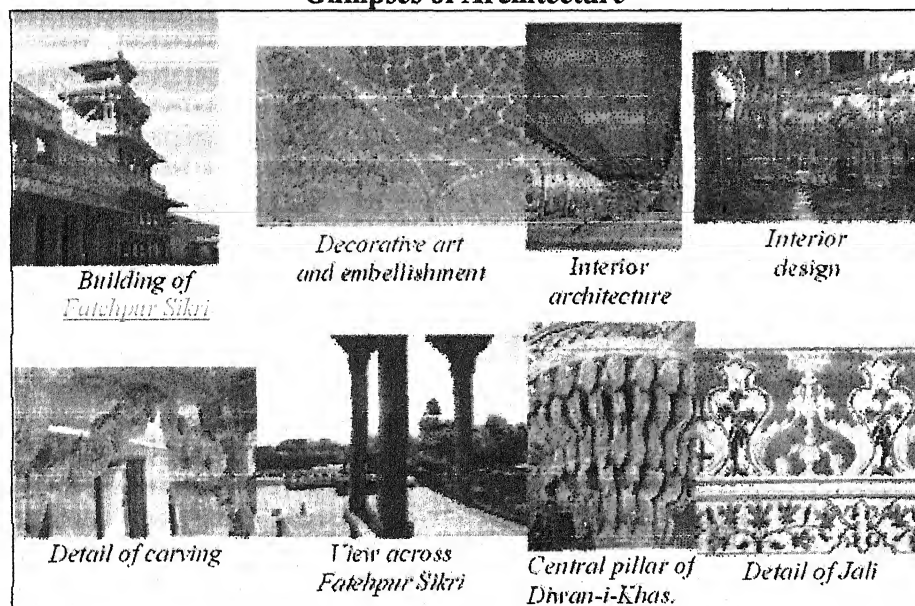 Glimpses of Architecture
Building of
Fatehpur Sikri
Decorative art
and embellishment
Interior
architecture
Interior
design
Detail of carving
View across
Fatehpur Sikri
Central pillar of
Diwan-i-Khas.
Detail of Jali